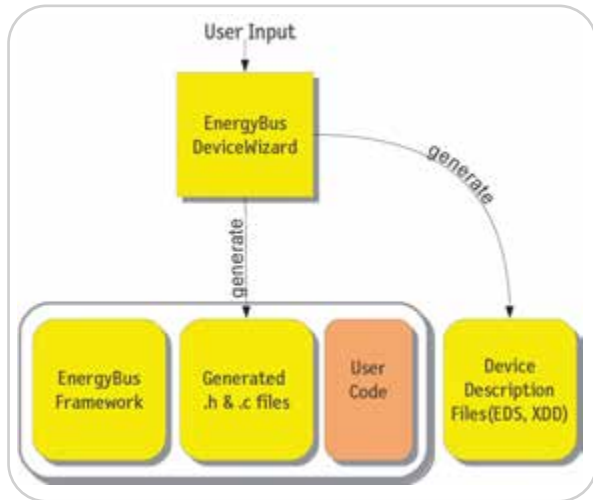 User Input
EnergyBus
DeviceWizard
generate
generate
EnergyBus
Framework
Generated
.h & .c files
User
Code
Device
Description
Files(EDS, XDD)